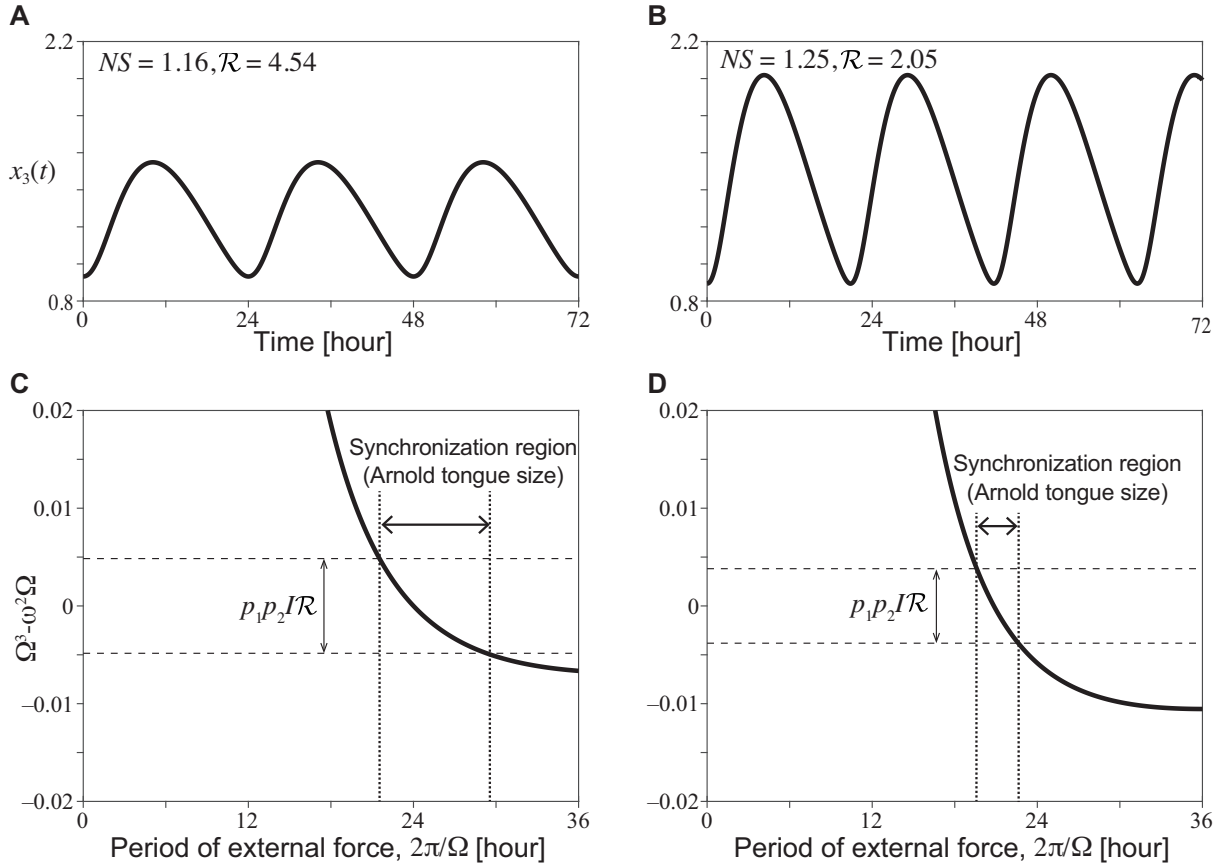 A
2.2
NS = 1.16, ℛ = 4.54
x₃(t)
0.8
0
24
48
72
Time [hour]
B
2.2
NS = 1.25, ℛ = 2.05
0.8
0
24
48
72
Time [hour]
C
0.02
Synchronization region
(Arnold tongue size)
0.01
p₁p₂Iℛ
0
Ω³-ω²Ω
–0.01
–0.02
0
12
24
36
Period of external force, 2π/Ω [hour]
D
0.02
Synchronization region
(Arnold tongue size)
0.01
p₁p₂Iℛ
0
–0.01
–0.02
0
12
24
36
Period of external force, 2π/Ω [hour]